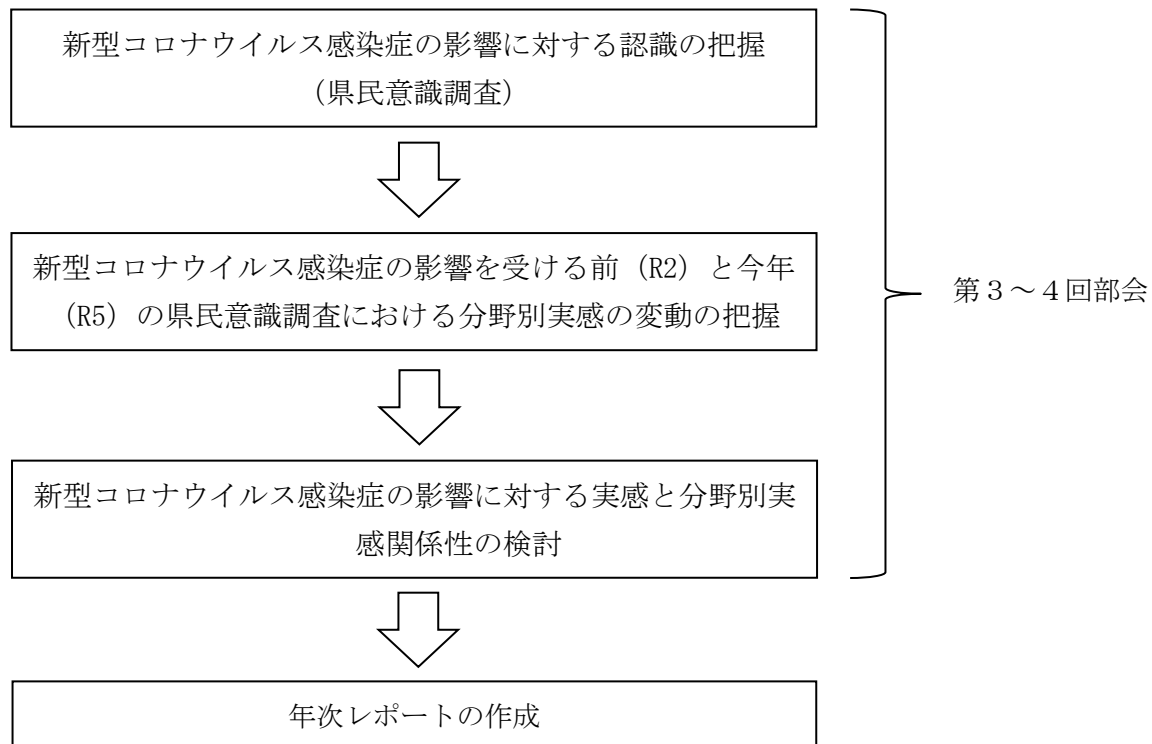 新型コロナウイルス感染症の影響に対する認識の把握
（県民意識調査）
新型コロナウイルス感染症の影響を受ける前（R2）と今年
（R5）の県民意識調査における分野別実感の変動の把握
第３～４回部会
新型コロナウイルス感染症の影響に対する実感と分野別実
感関係性の検討
年次レポートの作成